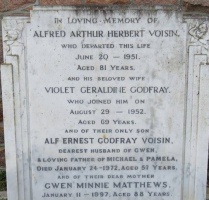 IN LOVING MEMORY OF
ALFRED ARTHUR HERBERT VOISIN,
WHO DEPARTED THIS LIFE
JUNE 20 - 1951.
AGED 81 YEARS.
AND HIS BELOVED WIFE
VIOLET GERALDINE GODFRAY,
WHO JOINED HIM ON
AUGUST 29 - 1952.
AGED 69 YEARS.
AND OF THEIR ONLY SON
ALF ERNEST GODFRAY VOISIN,
DEAREST HUSBAND OF GWEN,
& LOVING FATHER OF MICHAEL & PAMELA,
DIED JANUARY 24-1972, AGED 51 YEARS.
AND OF THEIR DEAR MOTHER
GWEN MINNIE MATTHEWS
JANUARY 11 - 1997. AGED 88 YEARS